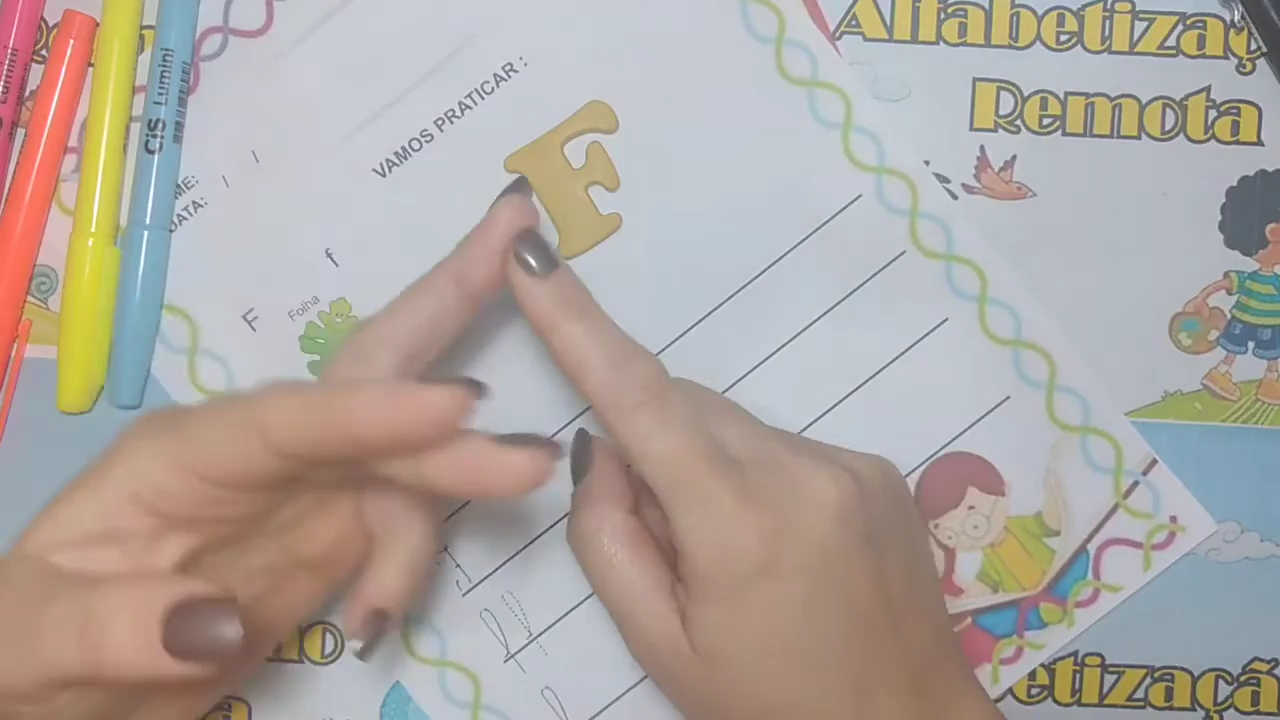 Alfabetizaç
Remota
VAMOS PRATICAR :
F
ME:
DATA:
f
F
Folha
CiS Lumini
Lumini
etizaçã